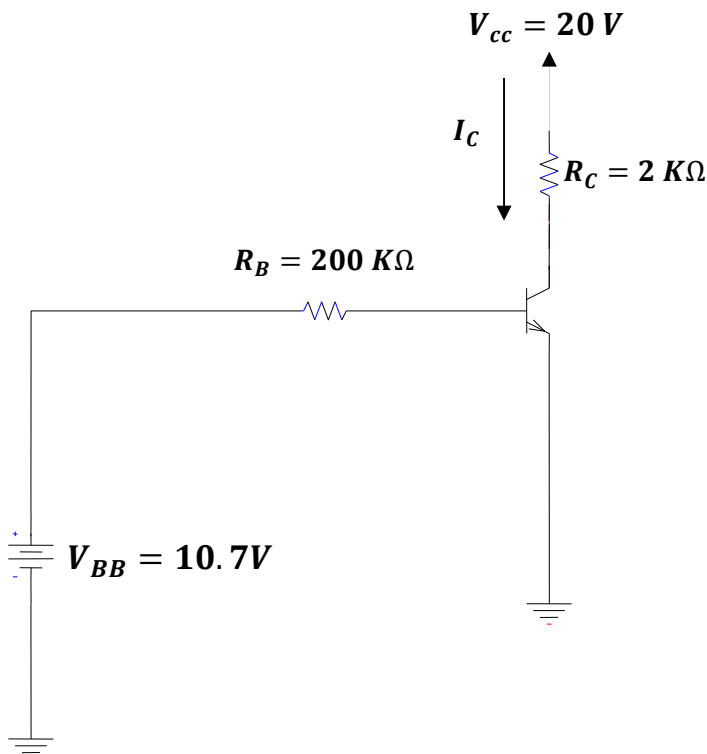 V_cc = 20 V
I_C
R_C = 2 KΩ
R_B = 200 KΩ
+
V_BB = 10.7V
-
-